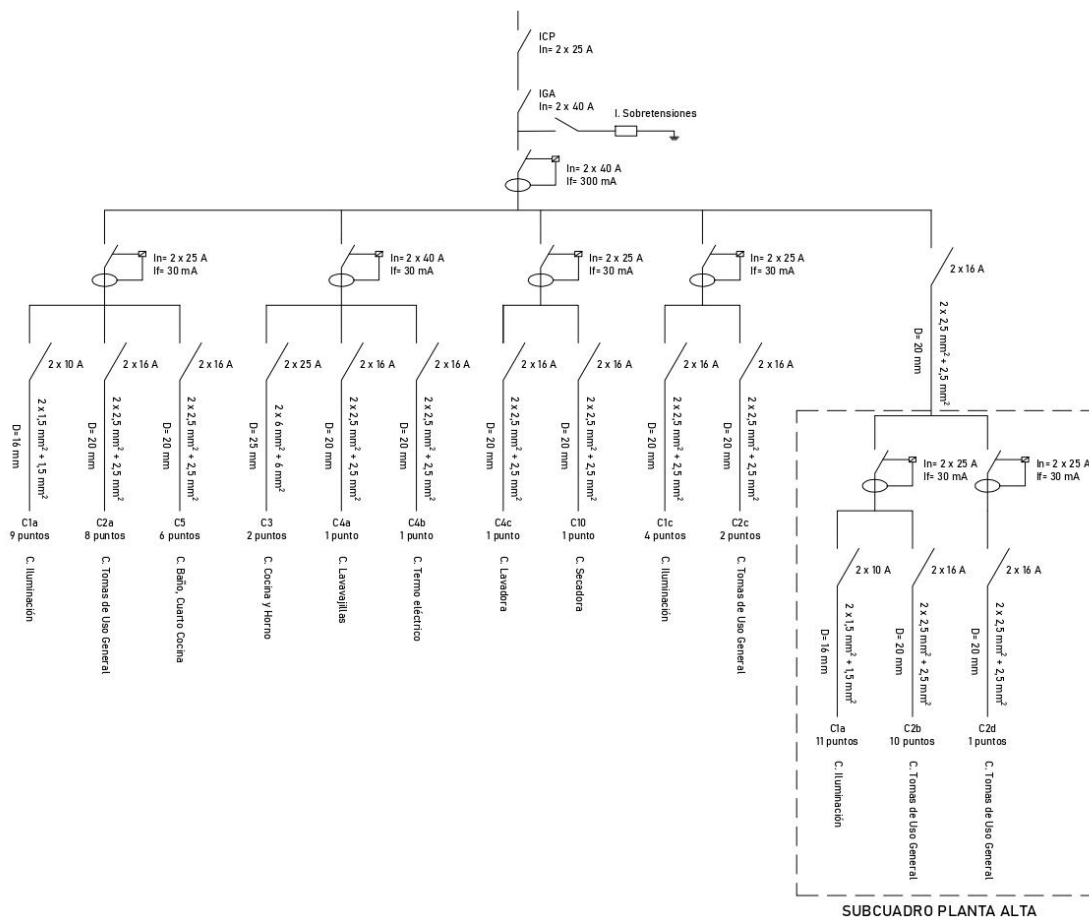 ICP
In= 2 x 25 A
IGA
In= 2 x 40 A
I. Sobretensiones
In= 2 x 40 A
If= 300 mA
In= 2 x 25 A
If= 30 mA
In= 2 x 40 A
If= 30 mA
In= 2 x 25 A
If= 30 mA
In= 2 x 25 A
If= 30 mA
2 x 16 A
2 x 2,5 mm² + 2,5 mm²
D= 20 mm
2 x 10 A
2 x 1,5 mm² + 1,5 mm²
D=16 mm
C1a
9 puntos
C. Iluminación
2 x 16 A
2 x 2,5 mm² + 2,5 mm²
D= 20 mm
C2a
8 puntos
C. Tomas de Uso General
2 x 16 A
2 x 2,5 mm² + 2,5 mm²
D= 20 mm
C5
6 puntos
C. Baño, Cuarto Cocina
2 x 25 A
2 x 6 mm² + 6 mm²
D= 25 mm
C3
2 puntos
C. Cocina y Horno
2 x 16 A
2 x 2,5 mm² + 2,5 mm²
D= 20 mm
C4a
1 punto
C. Lavavajillas
2 x 16 A
2 x 2,5 mm² + 2,5 mm²
D= 20 mm
C4b
1 punto
C. Termo eléctrico
2 x 16 A
2 x 2,5 mm² + 2,5 mm²
D= 20 mm
C4c
1 punto
C. Lavadora
2 x 16 A
2 x 2,5 mm² + 2,5 mm²
D= 20 mm
C10
1 punto
C. Secadora
2 x 16 A
2 x 2,5 mm² + 2,5 mm²
D= 20 mm
C1c
4 puntos
C. Iluminación
2 x 16 A
2 x 2,5 mm² + 2,5 mm²
D= 20 mm
C2c
2 puntos
C. Tomas de Uso General
In= 2 x 25 A
If= 30 mA
In= 2 x 25 A
If= 30 mA
2 x 10 A
2 x 1,5 mm² + 1,5 mm²
D= 16 mm
C1a
11 puntos
C. Iluminación
2 x 16 A
2 x 2,5 mm² + 2,5 mm²
D= 20 mm
C2b
10 puntos
C. Tomas de Uso General
2 x 16 A
2 x 2,5 mm² + 2,5 mm²
D= 20 mm
C2d
1 puntos
C. Tomas de Uso General
SUBCUADRO PLANTA ALTA